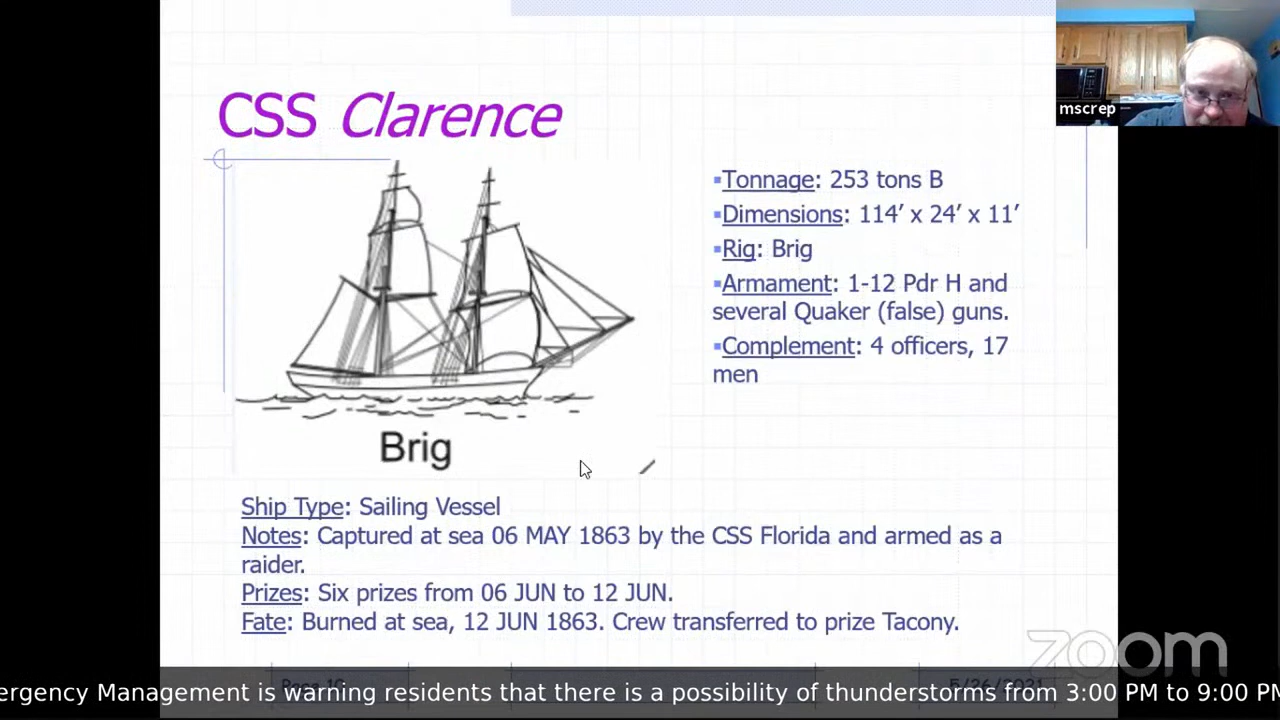 CSS Clarence
mscrep
▪Tonnage: 253 tons B
▪Dimensions: 114’ x 24’ x 11’
▪Rig: Brig
▪Armament: 1-12 Pdr H and
several Quaker (false) guns.
▪Complement: 4 officers, 17
men
Brig
Ship Type: Sailing Vessel
Notes: Captured at sea 06 MAY 1863 by the CSS Florida and armed as a
raider.
Prizes: Six prizes from 06 JUN to 12 JUN.
Fate: Burned at sea, 12 JUN 1863. Crew transferred to prize Tacony.
zoom
ergency Management is warning residents that there is a possibility of thunderstorms from 3:00 PM to 9:00 PM
5/26/2021